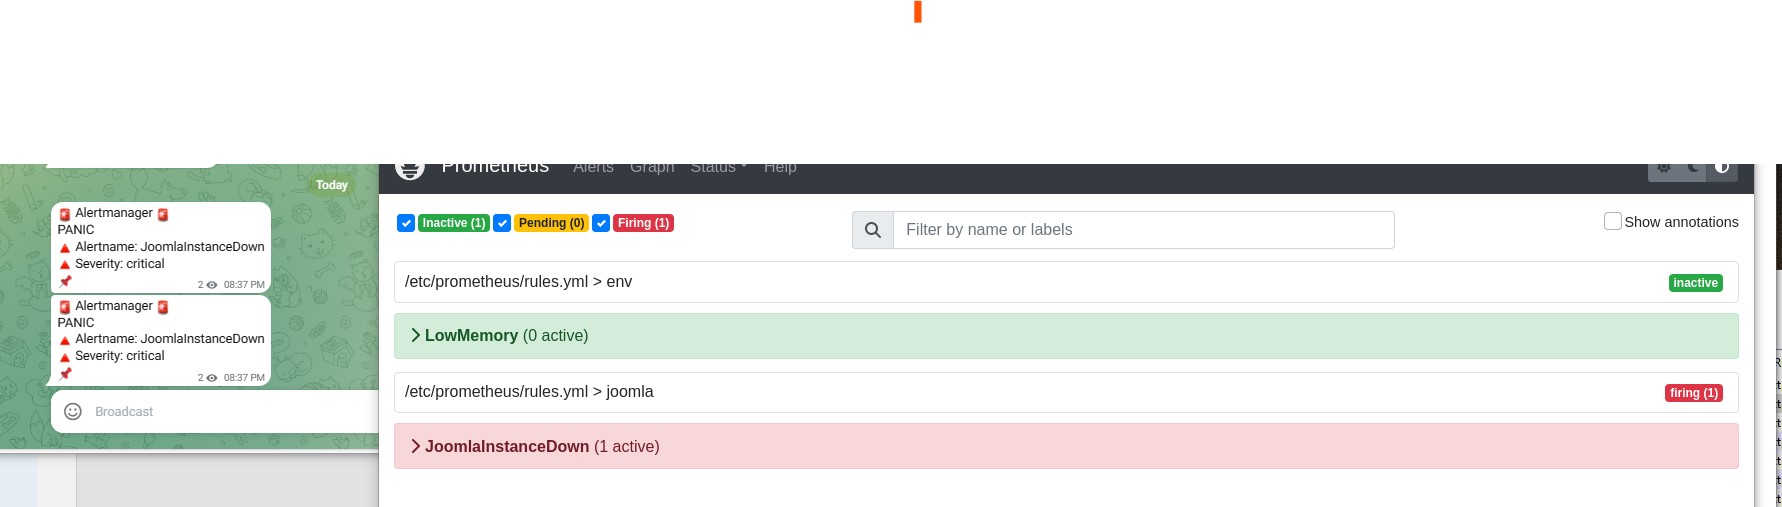 Prometheus Alerts Graph Status Help
Today
🚨 Alertmanager 🚨
PANIC
🔺 Alertname: JoomlaInstanceDown
🔺 Severity: critical
📌 2 08:37 PM
🚨 Alertmanager 🚨
PANIC
🔺 Alertname: JoomlaInstanceDown
🔺 Severity: critical
📌 2 08:37 PM
Broadcast
Inactive (1) Pending (0) Firing (1)
Filter by name or labels
Show annotations
/etc/prometheus/rules.yml > env inactive
LowMemory (0 active)
/etc/prometheus/rules.yml > joomla firing (1)
JoomlaInstanceDown (1 active)